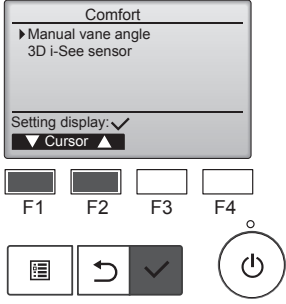 Comfort
Manual vane angle
3D i-See sensor
Setting display:✓
▼ Cursor ▲
F1 F2 F3 F4